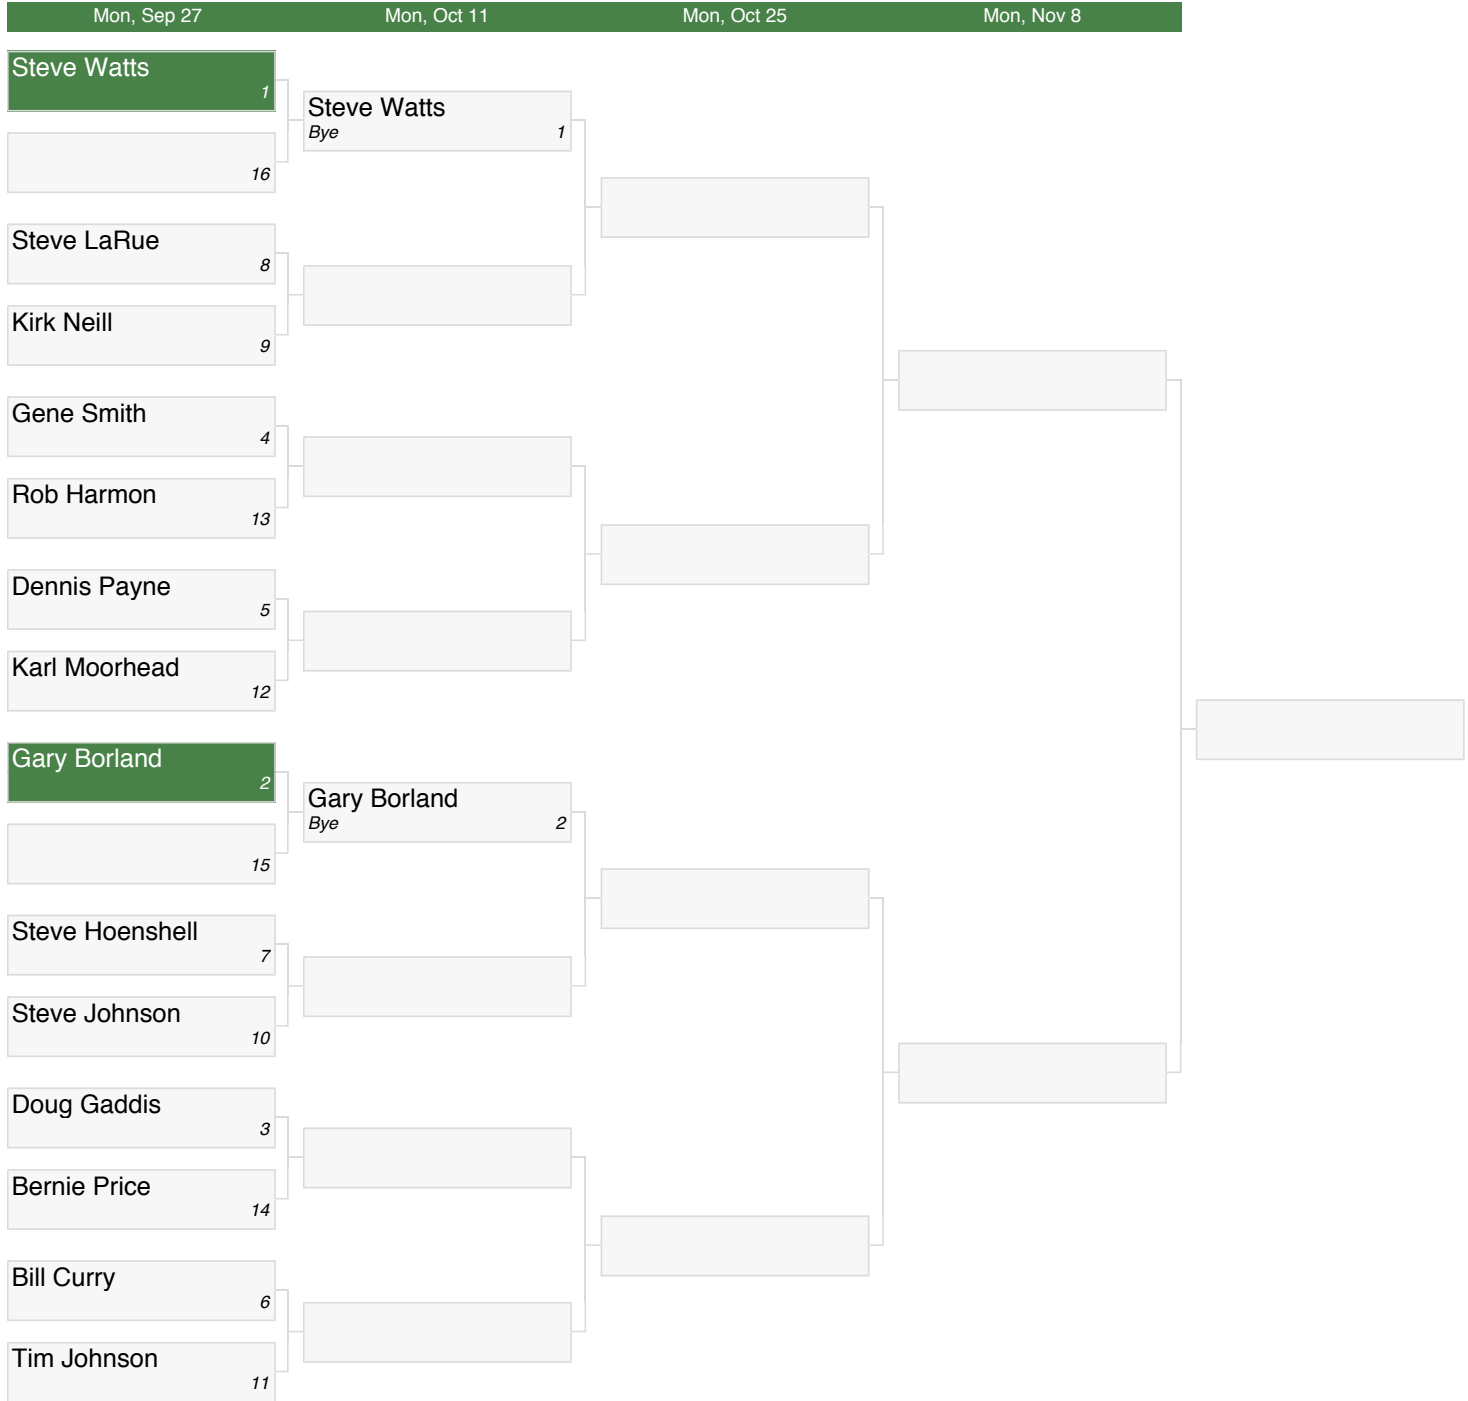 Mon, Sep 27 Mon, Oct 11 Mon, Oct 25 Mon, Nov 8
Steve Watts
1
Steve Watts
Bye 1
16
Steve LaRue
8
Kirk Neill
9
Gene Smith
4
Rob Harmon
13
Dennis Payne
5
Karl Moorhead
12
Gary Borland
2
Gary Borland
Bye 2
15
Steve Hoenshell
7
Steve Johnson
10
Doug Gaddis
3
Bernie Price
14
Bill Curry
6
Tim Johnson
11